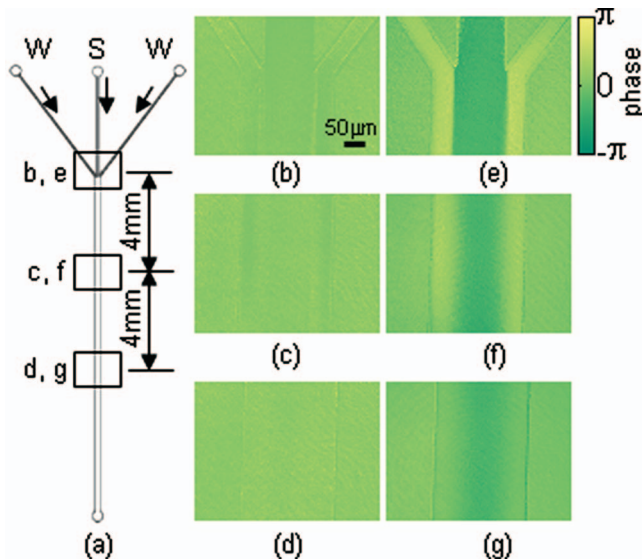 W S W
b, e
4mm
c, f
4mm
d, g
(a)
50µm
(b)
(e)
π
0
-π
phase
(c)
(f)
(d)
(g)